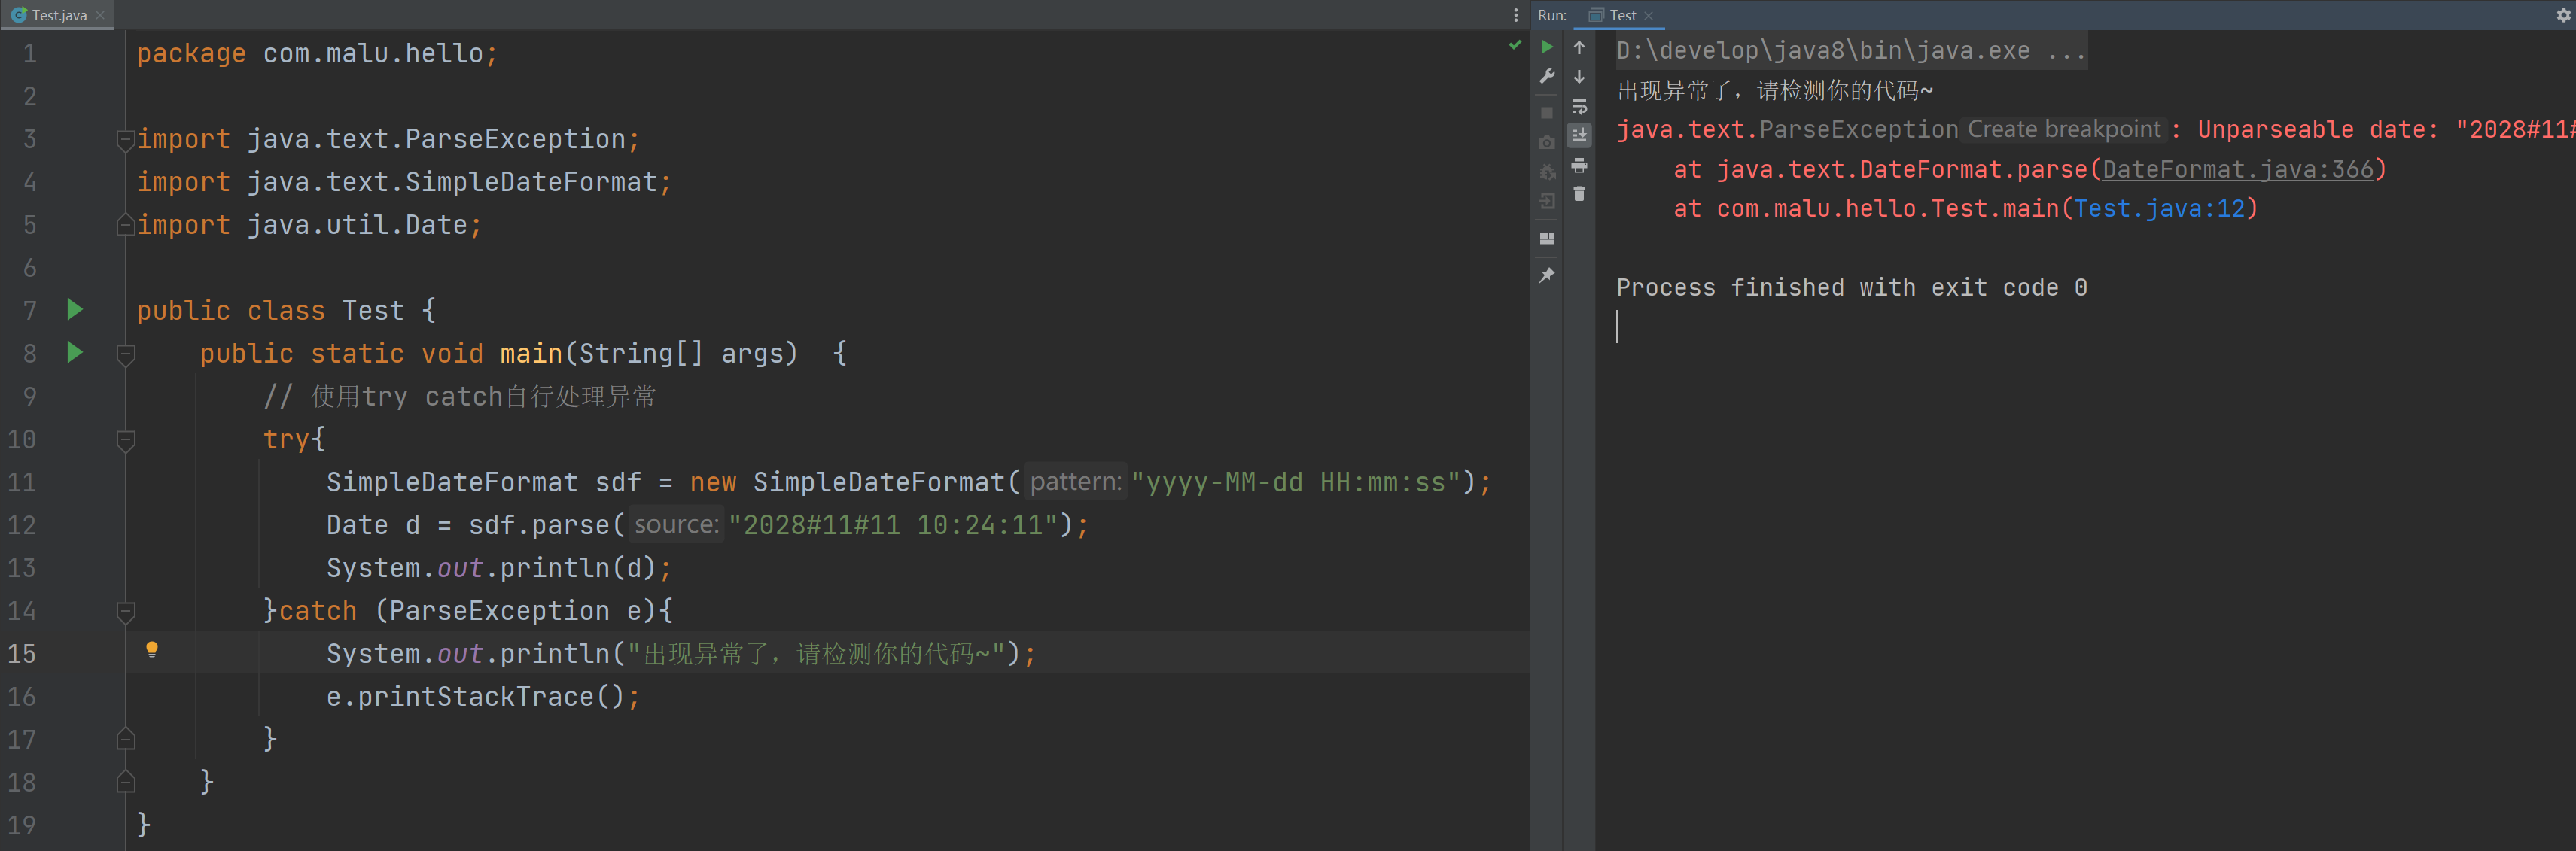 Test.java
1 package com.malu.hello;
2
3 import java.text.ParseException;
4 import java.text.SimpleDateFormat;
5 import java.util.Date;
6
7 public class Test {
8 public static void main(String[] args)  {
9 // 使用try catch自行处理异常
10 try{
11 SimpleDateFormat sdf = new SimpleDateFormat( pattern: "yyyy-MM-dd HH:mm:ss");
12 Date d = sdf.parse( source: "2028#11#11 10:24:11");
13 System.out.println(d);
14 }catch (ParseException e){
15 System.out.println("出现异常了，请检测你的代码~");
16 e.printStackTrace();
17 }
18 }
19 }
Run: Test
D:\develop\java8\bin\java.exe ...
出现异常了，请检测你的代码~
java.text.ParseException Create breakpoint : Unparseable date: "2028#11#
at java.text.DateFormat.parse(DateFormat.java:366)
at com.malu.hello.Test.main(Test.java:12)
Process finished with exit code 0